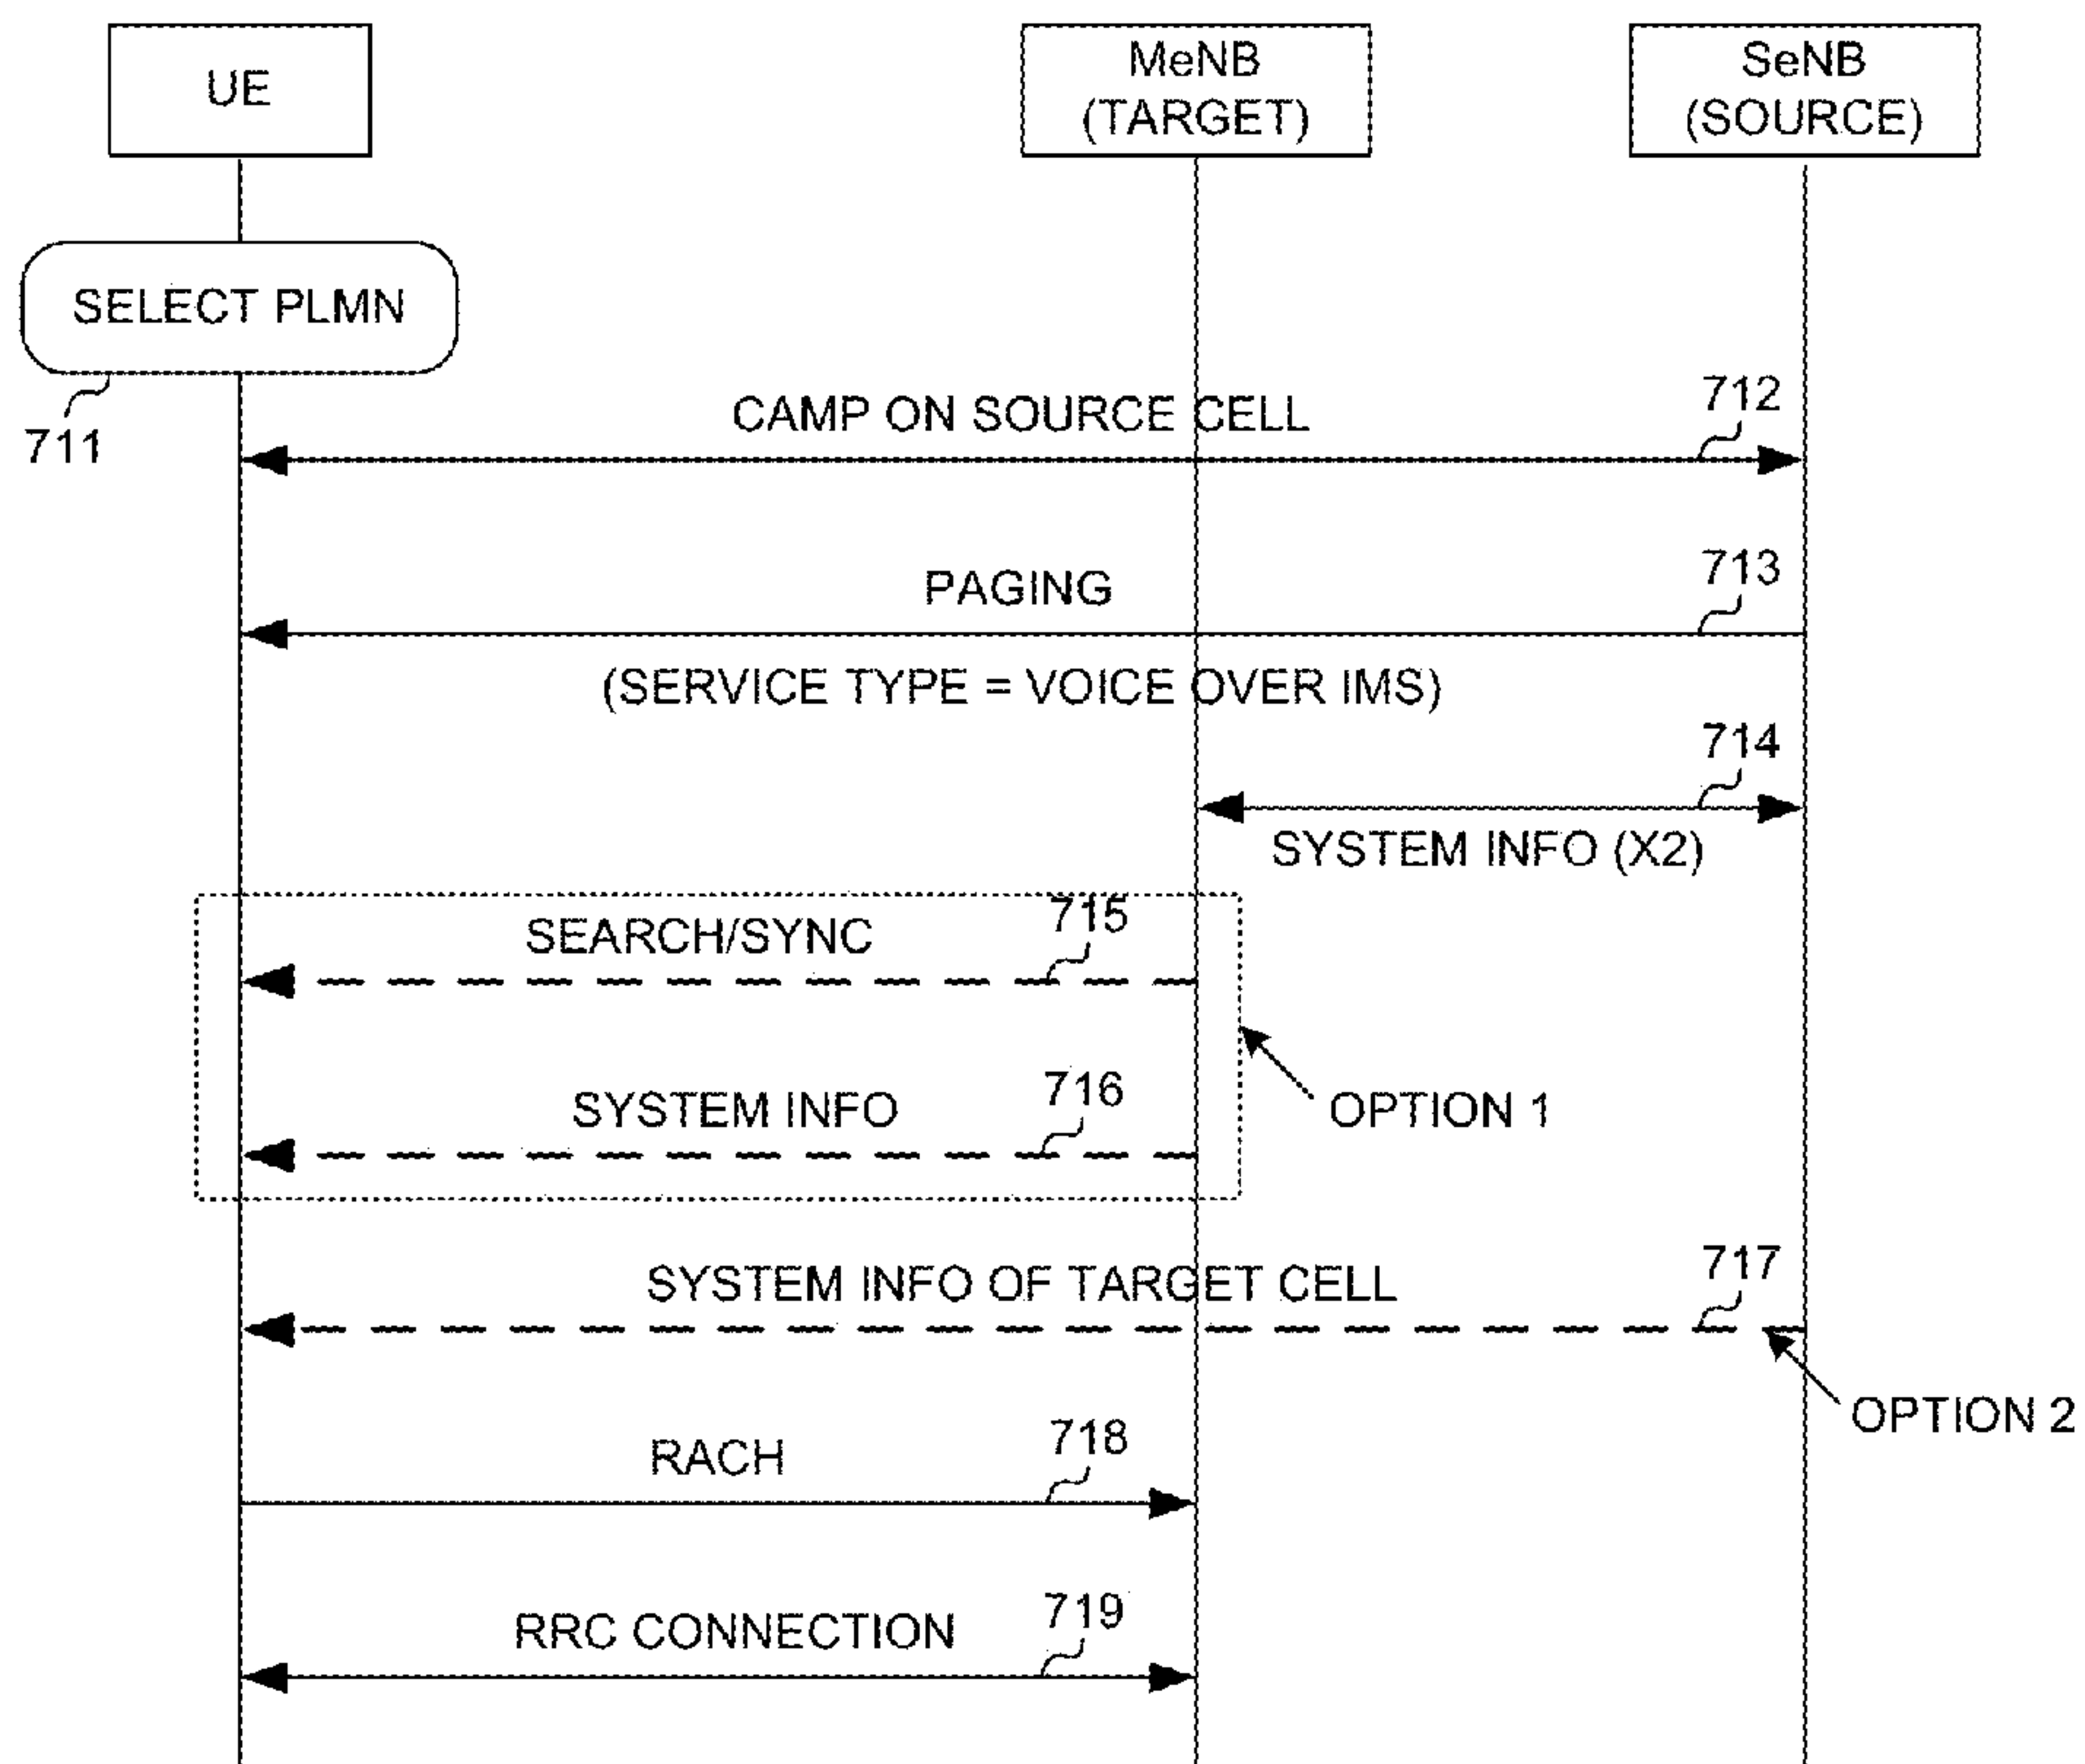 UE
MeNB
(TARGET)
SeNB
(SOURCE)
SELECT PLMN
711
CAMP ON SOURCE CELL
712
PAGING
713
(SERVICE TYPE = VOICE OVER IMS)
714
SYSTEM INFO (X2)
SEARCH/SYNC
715
SYSTEM INFO
716
OPTION 1
SYSTEM INFO OF TARGET CELL
717
OPTION 2
RACH
718
RRC CONNECTION
719